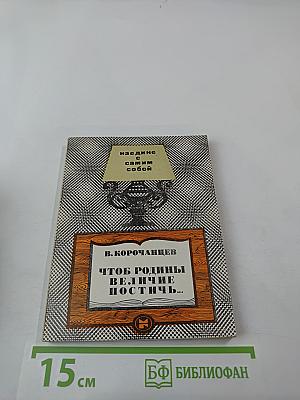 наедине
с
самим
собой
В. КОРОЧАНЦЕВ
ЧТОБ РОДИНЫ
ВЕЛИЧИЕ
ПОСТИЧЬ...
15 см
БФ БИБЛИОФАН